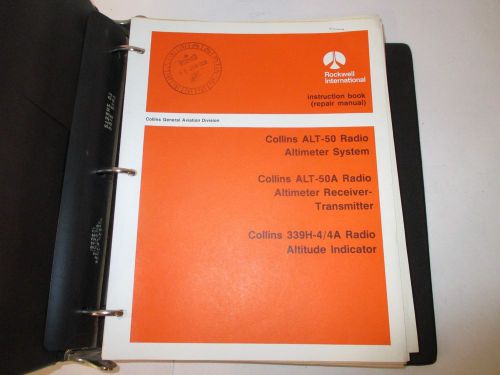 Rockwell
International
instruction book
(repair manual)
Collins General Aviation Division
Collins ALT-50 Radio
Altimeter System
Collins ALT-50A Radio
Altimeter Receiver-
Transmitter
Collins 339H-4/4A Radio
Altitude Indicator